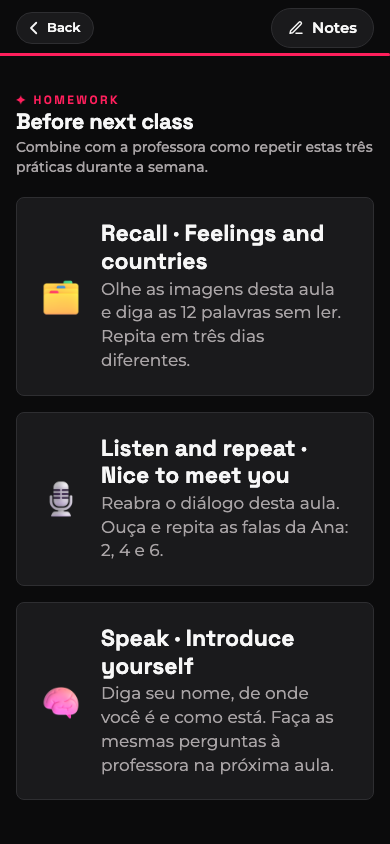 Back
Notes
✦ HOMEWORK
Before next class
Combine com a professora como repetir estas três
práticas durante a semana.
Recall · Feelings and
countries
Olhe as imagens desta aula
e diga as 12 palavras sem ler.
Repita em três dias
diferentes.
Listen and repeat ·
Nice to meet you
Reabra o diálogo desta aula.
Ouça e repita as falas da Ana:
2, 4 e 6.
Speak · Introduce
yourself
Diga seu nome, de onde
você é e como está. Faça as
mesmas perguntas à
professora na próxima aula.